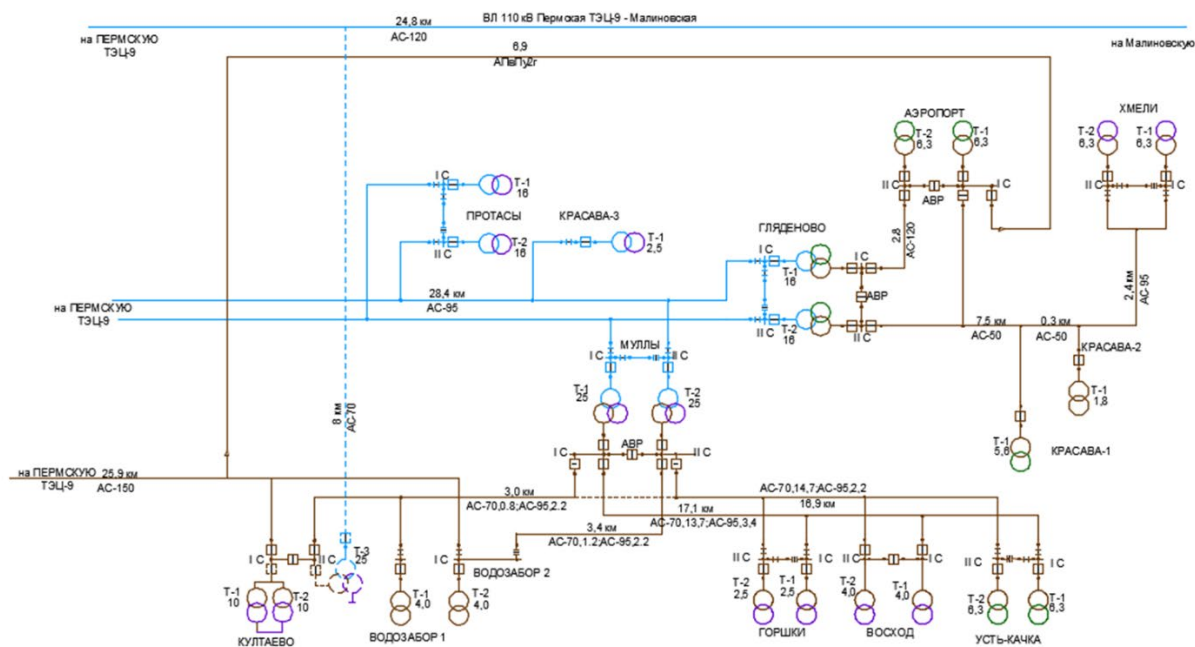 24,8 км
ВЛ 110 кВ Пермская ТЭЦ-9 - Малиновская
на ПЕРМСКУЮ
ТЭЦ-9
АС-120
на Малиновскую
6,9
АПвПу2г
АЭРОПОРТ
ХМЕЛИ
Т-2
6,3
Т-1
6,3
Т-2
6,3
Т-1
6,3
II С
I С
АВР
II С
I С
I С
Т-1
16
ПРОТАСЫ
КРАСАВА-3
Т-2
16
II С
Т-1
2,5
ГЛЯДЕНОВО
I С
Т-1
16
I С
2,8
АС-120
АВР
2,4 км
АС-95
28,4 км
АС-95
на ПЕРМСКУЮ
ТЭЦ-9
II С
Т-2
16
II С
7,5 км
АС-50
0,3 км
АС-50
КРАСАВА-2
Т-1
1,8
МУЛЛЫ
I С
II С
Т-1
25
Т-2
25
8 км
АС-70
Т-1
5,6
КРАСАВА-1
АВР
I С
II С
на ПЕРМСКУЮ
ТЭЦ-9
25,9 км
АС-150
3,0 км
АС-70,0.8;АС-95,2.2
АС-70,14,7;АС-95,2,2
16,9 км
17,1 км
АС-70,13,7;АС-95,3,4
3,4 км
АС-70,1.2;АС-95,2.2
I С
II С
Т-3
25
I С
ВОДОЗАБОР 2
II С
I С
II С
I С
II С
I С
Т-1
10
Т-2
10
Т-1
4,0
Т-2
4,0
Т-2
2,5
Т-1
2,5
Т-2
4,0
Т-1
4,0
Т-2
6,3
Т-1
6,3
КУЛТАЕВО
ВОДОЗАБОР 1
ГОРШКИ
ВОСХОД
УСТЬ-КАЧКА